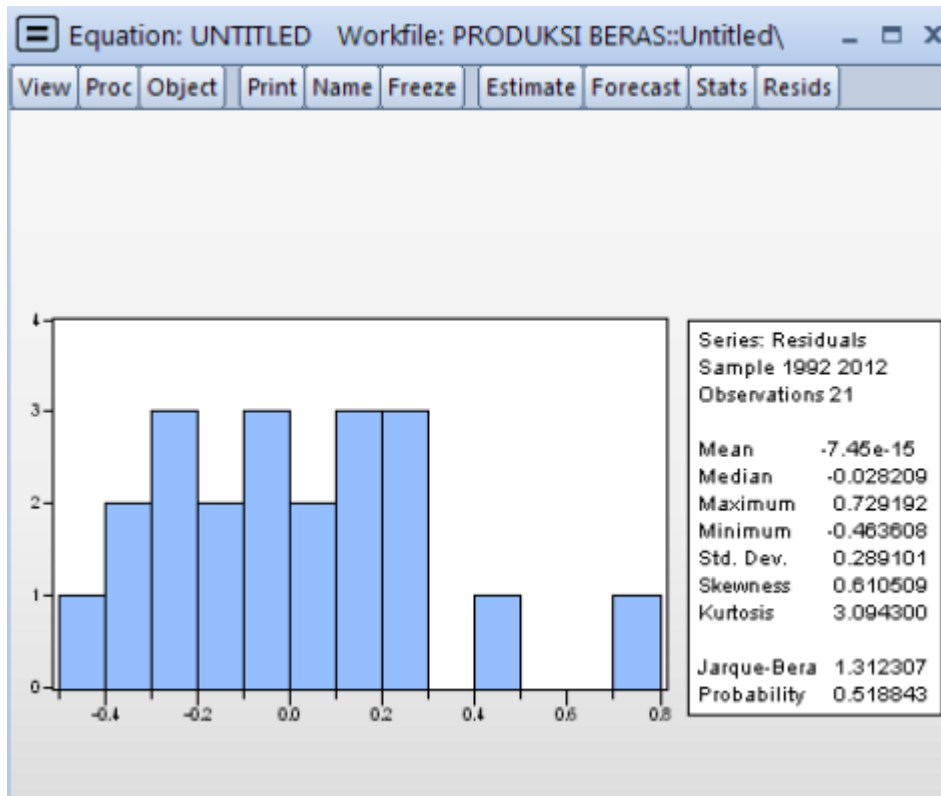 Equation: UNTITLED Workfile: PRODUKSI BERAS::Untitled\
View Proc Object Print Name Freeze Estimate Forecast Stats Resids
4
3
2
1
0
-0.4 -0.2 0.0 0.2 0.4 0.6 0.8
Series: Residuals
Sample 1992 2012
Observations 21
Mean -7.45e-15
Median -0.028209
Maximum 0.729192
Minimum -0.463608
Std. Dev. 0.289101
Skewness 0.610509
Kurtosis 3.094300
Jarque-Bera 1.312307
Probability 0.518843